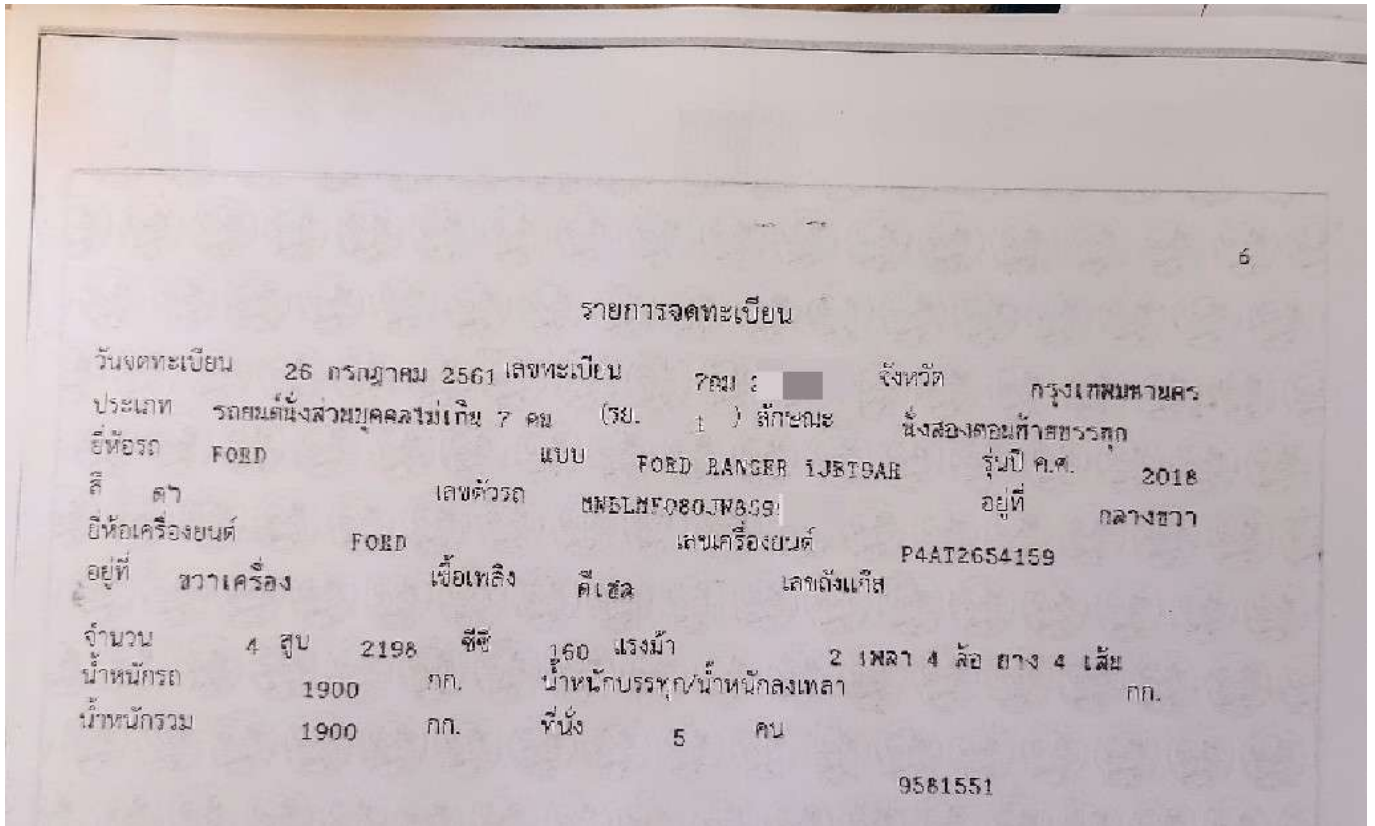 6
รายการจดทะเบียน
วันจดทะเบียน 26 กรกฎาคม 2561 เลขทะเบียน 7กม จังหวัด กรุงเทพมหานคร
ประเภท รถยนต์นั่งส่วนบุคคลไม่เกิน 7 คน (รย. 1 ) ลักษณะ นั่งสองตอนท้ายบรรทุก
ยี่ห้อรถ FORD แบบ FORD RANGER รุ่นปี ค.ศ. 2018
สี ดำ เลขตัวรถ อยู่ที่ กลางขวา
ยี่ห้อเครื่องยนต์ FORD เลขเครื่องยนต์ P4AT2654159
อยู่ที่ ขวาเครื่อง เชื้อเพลิง ดีเซล เลขถังแก๊ส
จำนวน 4 สูบ 2198 ซีซี 160 แรงม้า 2 เพลา 4 ล้อ ยาง 4 เส้น
น้ำหนักรถ 1900 กก. น้ำหนักบรรทุก/น้ำหนักลงเพลา กก.
น้ำหนักรวม 1900 กก. ที่นั่ง 5 คน
9581551